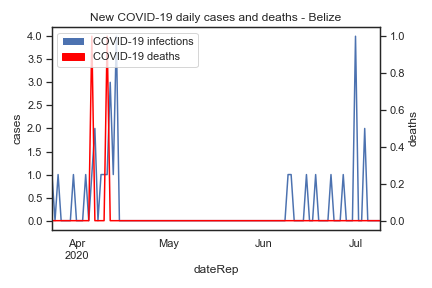 New COVID-19 daily cases and deaths - Belize
COVID-19 infections
COVID-19 deaths
4.0
3.5
3.0
2.5
2.0
1.5
1.0
0.5
0.0
cases
1.0
0.8
0.6
0.4
0.2
0.0
deaths
Apr May Jun Jul
2020
dateRep